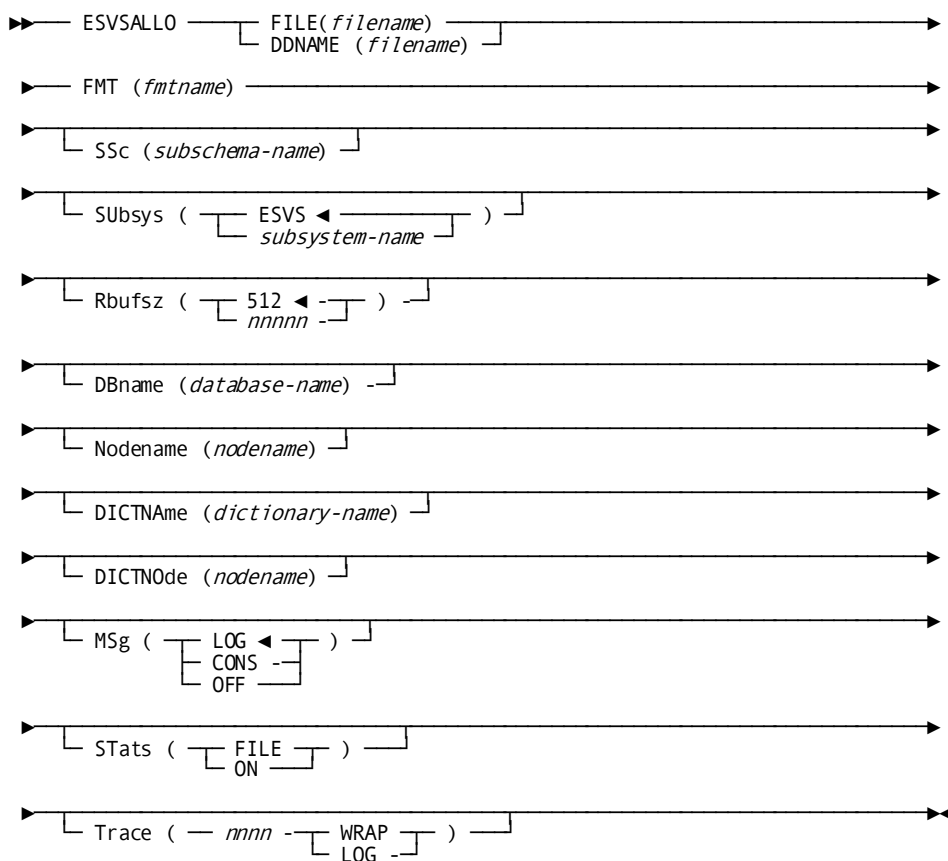 ESVSALLO FILE(filename)
DDNAME (filename)
FMT (fmtname)
SSc (subschema-name)
SUbsys ( ESVS )
subsystem-name
Rbufsz ( 512 - ) -
nnnnn -
DBname (database-name) -
Nodename (nodename)
DICTNAme (dictionary-name)
DICTNOde (nodename)
MSg ( LOG )
CONS -
OFF
STats ( FILE )
ON
Trace ( nnnn - WRAP )
LOG -